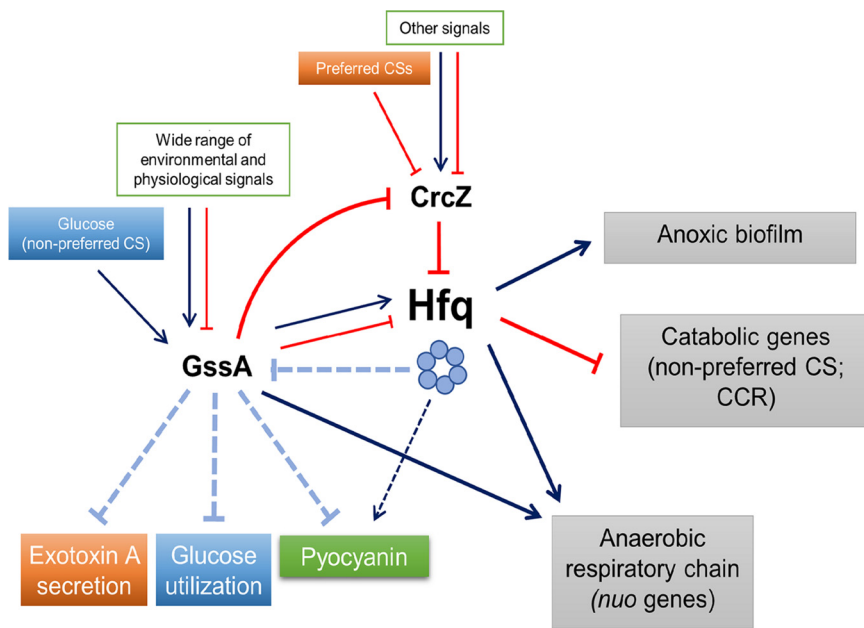 Other signals
Preferred CSs
Wide range of
environmental and
physiological signals
CrcZ
Glucose
(non-preferred CS)
Anoxic biofilm
Hfq
Catabolic genes
(non-preferred CS;
CCR)
GssA
Exotoxin A
secretion
Glucose
utilization
Pyocyanin
Anaerobic
respiratory chain
(nuo genes)